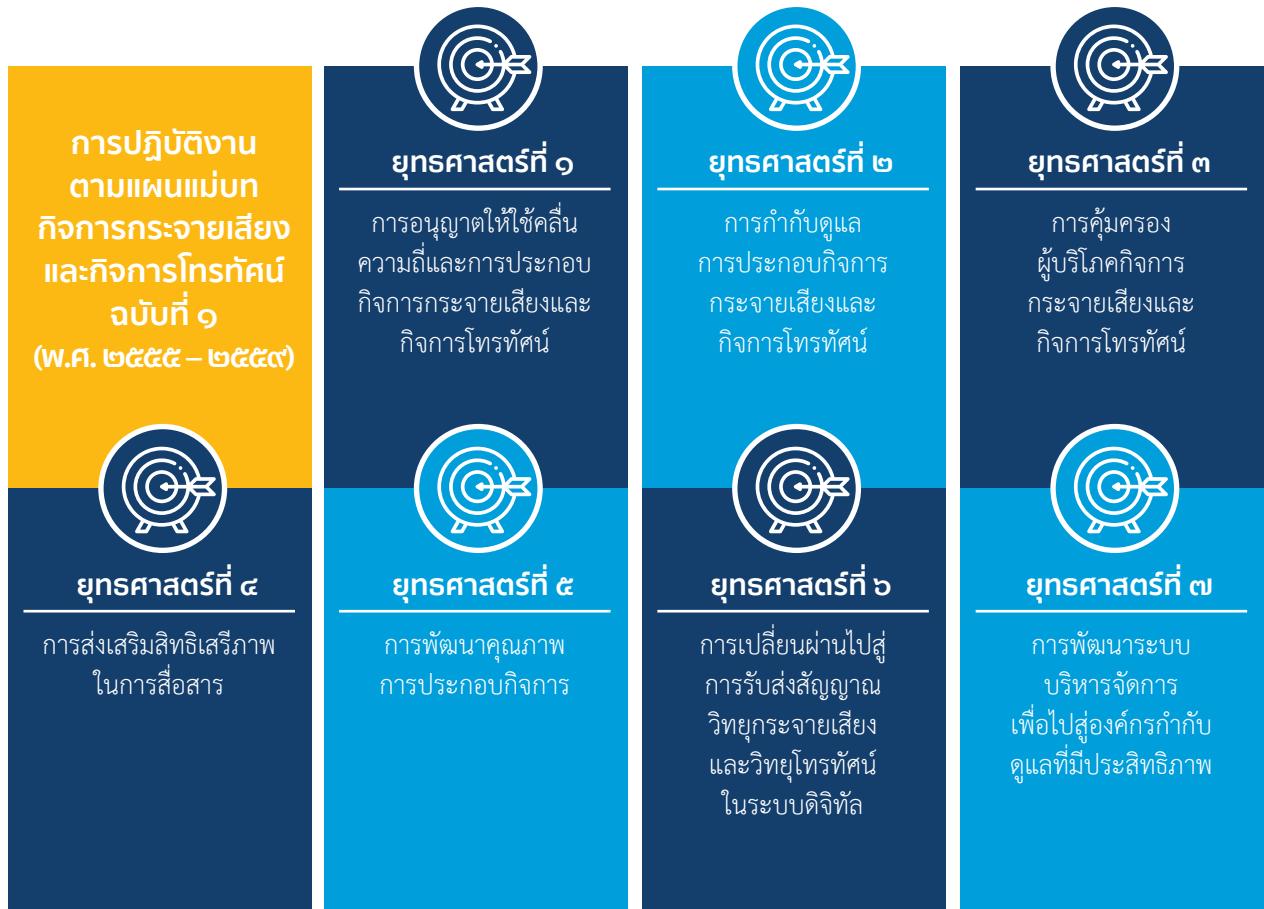 การปฏิบัติงาน
ตามแผนแม่บท
กิจการกระจายเสียง
และกิจการโทรทัศน์
ฉบับที่ ๑
(พ.ศ. ๒๕๕๕ – ๒๕๕๙)
ยุทธศาสตร์ที่ ๑
การอนุญาตให้ใช้คลื่น
ความถี่และการประกอบ
กิจการกระจายเสียงและ
กิจการโทรทัศน์
ยุทธศาสตร์ที่ ๒
การกำกับดูแล
การประกอบกิจการ
กระจายเสียงและ
กิจการโทรทัศน์
ยุทธศาสตร์ที่ ๓
การคุ้มครอง
ผู้บริโภคกิจการ
กระจายเสียงและ
กิจการโทรทัศน์
ยุทธศาสตร์ที่ ๔
การส่งเสริมสิทธิเสรีภาพ
ในการสื่อสาร
ยุทธศาสตร์ที่ ๕
การพัฒนาคุณภาพ
การประกอบกิจการ
ยุทธศาสตร์ที่ ๖
การเปลี่ยนผ่านไปสู่
การรับส่งสัญญาณ
วิทยุกระจายเสียง
และวิทยุโทรทัศน์
ในระบบดิจิทัล
ยุทธศาสตร์ที่ ๗
การพัฒนาระบบ
บริหารจัดการ
เพื่อไปสู่องค์กรกำกับ
ดูแลที่มีประสิทธิภาพ